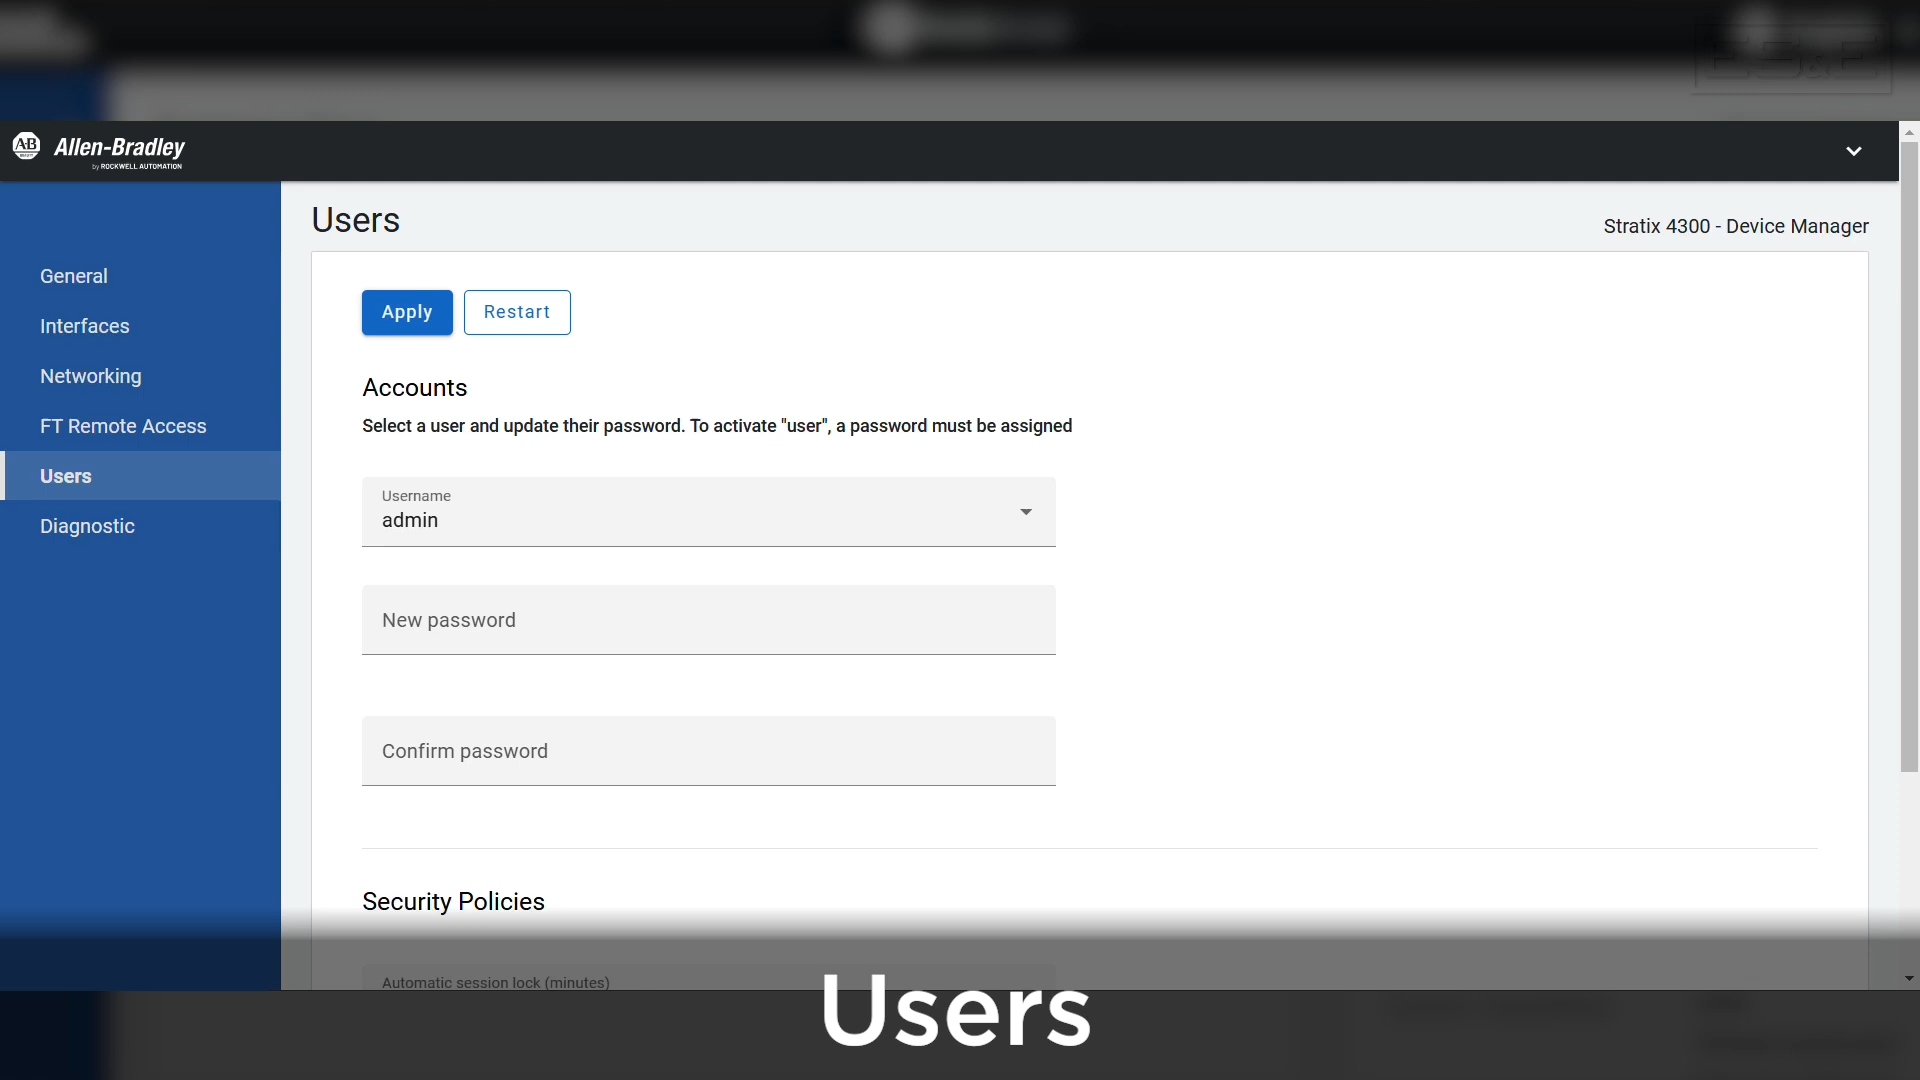 A·B
Allen-Bradley
by ROCKWELL AUTOMATION
Users
Stratix 4300 - Device Manager
General
Interfaces
Networking
FT Remote Access
Users
Diagnostic
Apply
Restart
Accounts
Select a user and update their password. To activate "user", a password must be assigned
Username
admin
New password
Confirm password
Security Policies
Automatic session lock (minutes)
Users